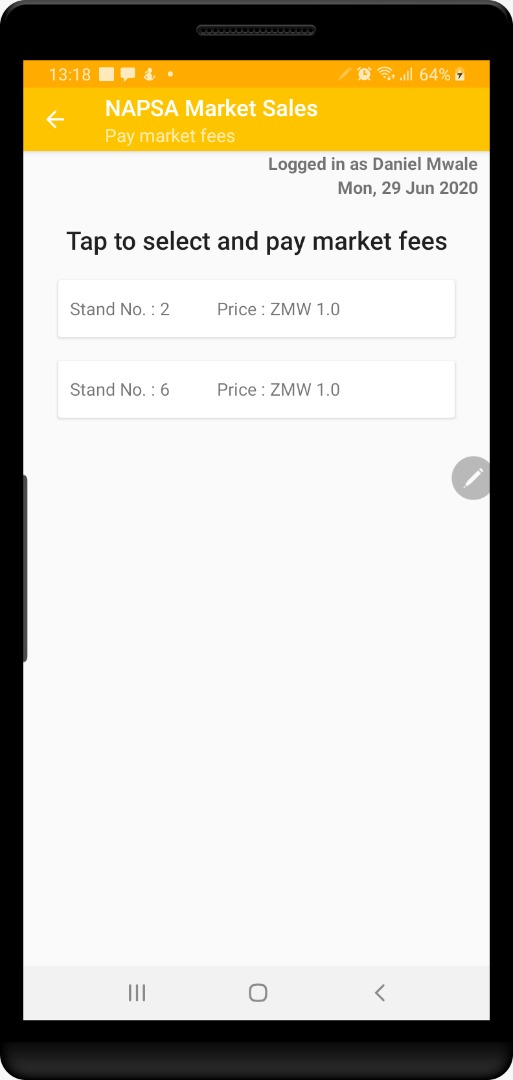 13:18 64%
NAPSA Market Sales
Pay market fees
Logged in as Daniel Mwale
Mon, 29 Jun 2020
Tap to select and pay market fees
Stand No. : 2 Price : ZMW 1.0
Stand No. : 6 Price : ZMW 1.0